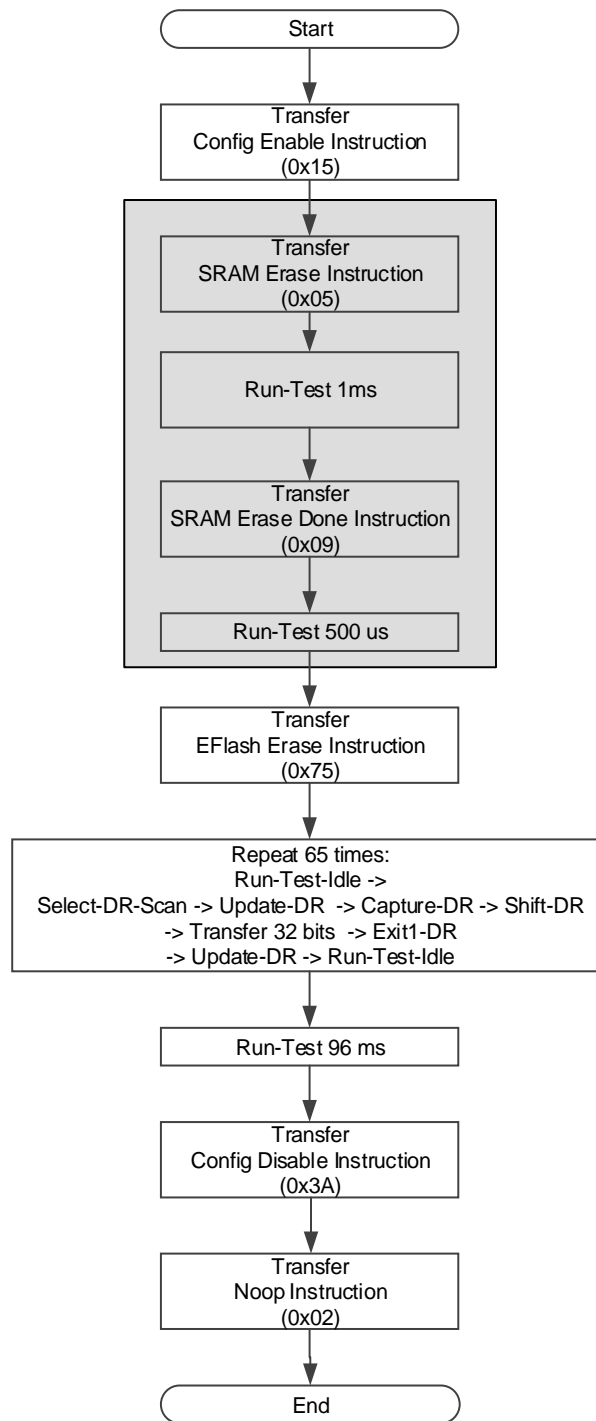 Start
Transfer
Config Enable Instruction
(0x15)
Transfer
SRAM Erase Instruction
(0x05)
Run-Test 1ms
Transfer
SRAM Erase Done Instruction
(0x09)
Run-Test 500 us
Transfer
EFlash Erase Instruction
(0x75)
Repeat 65 times:
Run-Test-Idle ->
Select-DR-Scan -> Update-DR -> Capture-DR -> Shift-DR
-> Transfer 32 bits -> Exit1-DR
-> Update-DR -> Run-Test-Idle
Run-Test 96 ms
Transfer
Config Disable Instruction
(0x3A)
Transfer
Noop Instruction
(0x02)
End